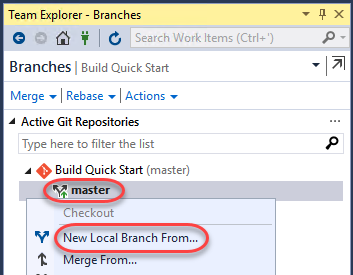 Team Explorer - Branches
Search Work Items (Ctrl+')
Branches | Build Quick Start
Merge Rebase Actions
Active Git Repositories
Type here to filter the list
Build Quick Start (master)
master
Checkout
New Local Branch From...
Merge From...